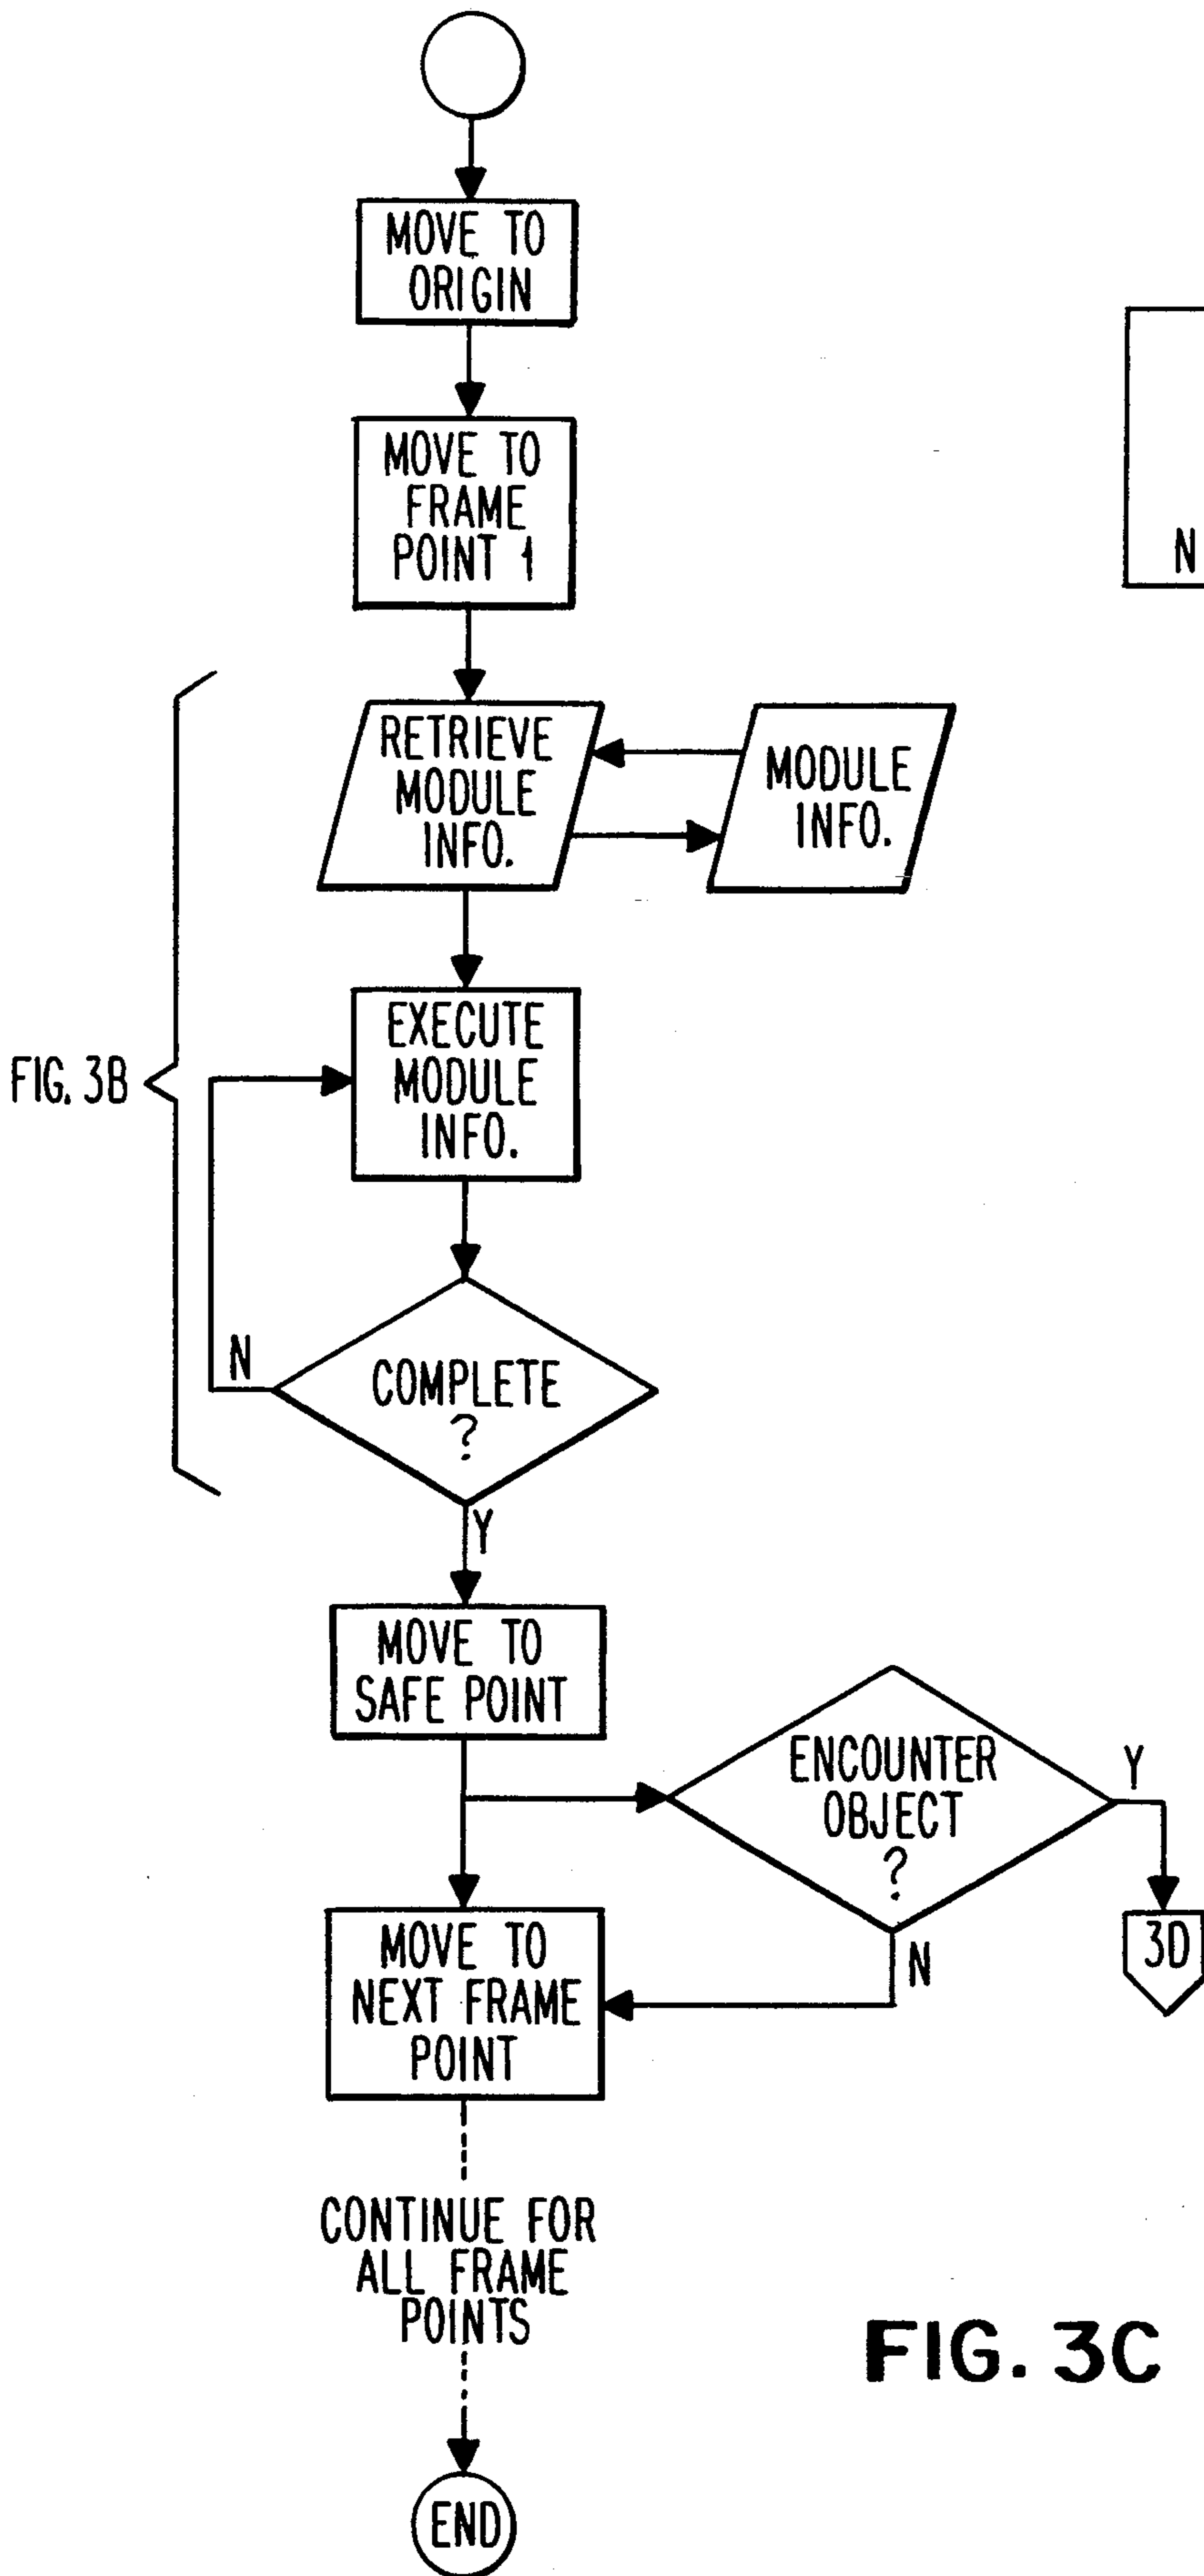 MOVE TO
ORIGIN
MOVE TO
FRAME
POINT 1
N
RETRIEVE
MODULE
INFO.
MODULE
INFO.
FIG. 3B
EXECUTE
MODULE
INFO.
N
COMPLETE
?
Y
MOVE TO
SAFE POINT
ENCOUNTER
OBJECT
?
Y
N
3D
MOVE TO
NEXT FRAME
POINT
CONTINUE FOR
ALL FRAME
POINTS
FIG. 3C
END